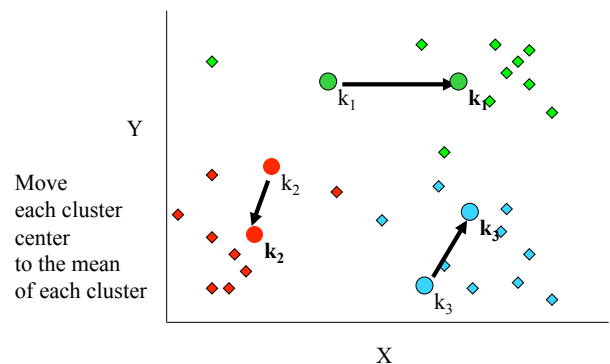 k₁
k₁
Y
k₂
Move
each cluster
center
to the mean
of each cluster
k₂
k₃
k₃
X